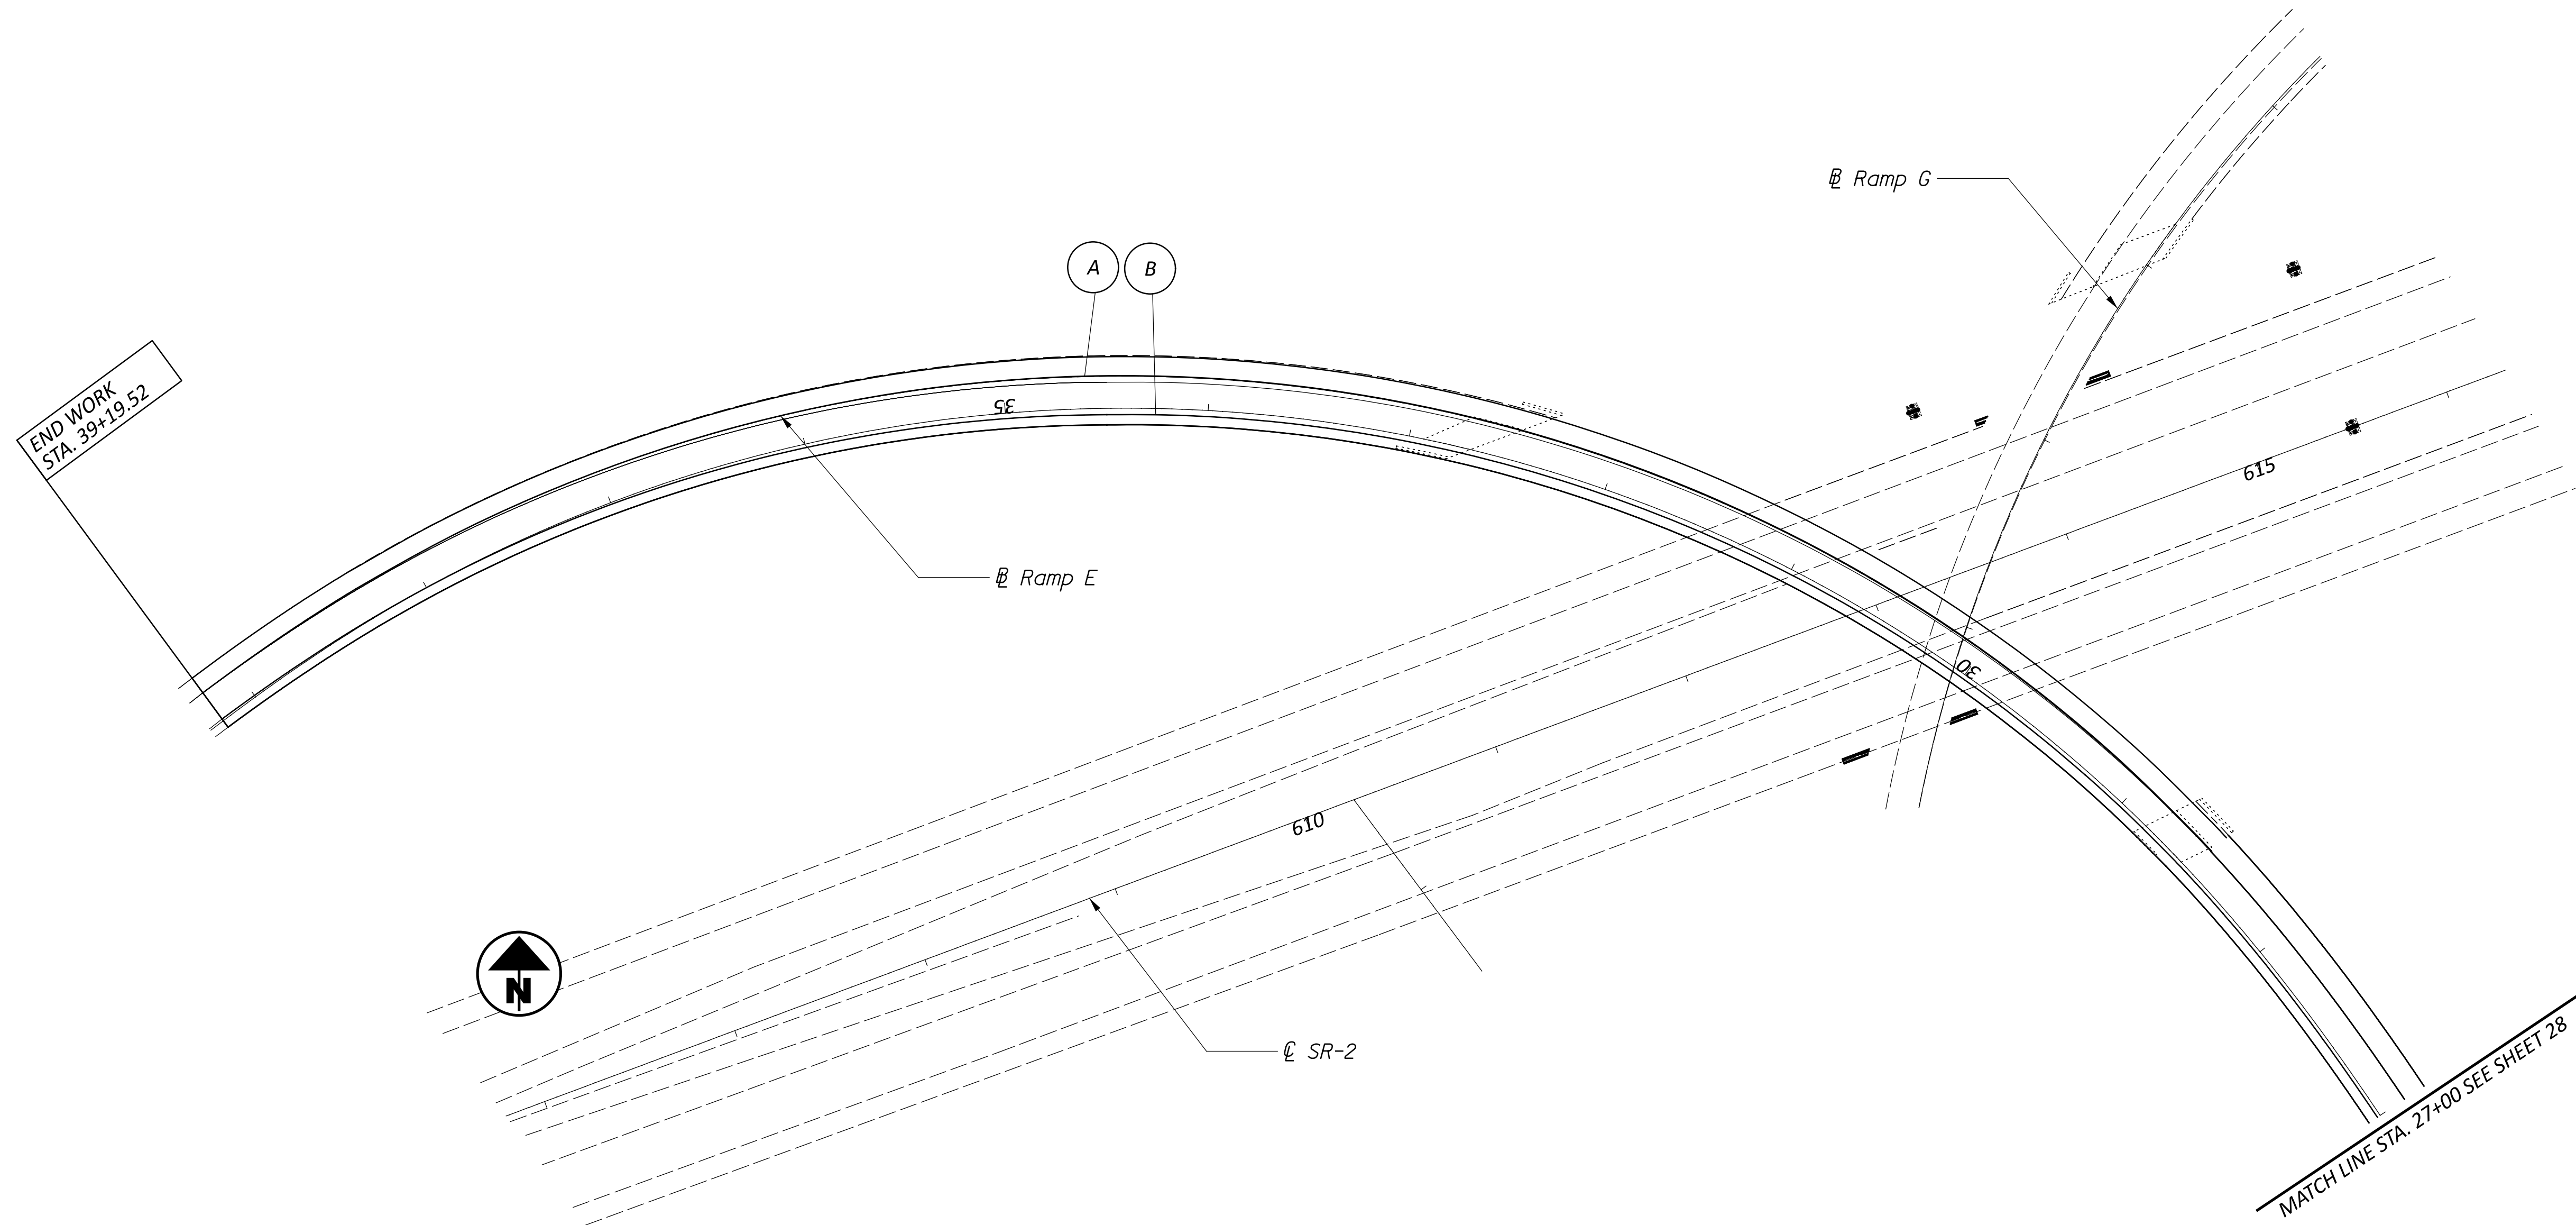 ℄ Ramp G
A
B
END WORK
STA. 39+19.52
35
615
℄ Ramp E
30
610
N
℄ SR-2
MATCH LINE STA. 27+00 SEE SHEET 28